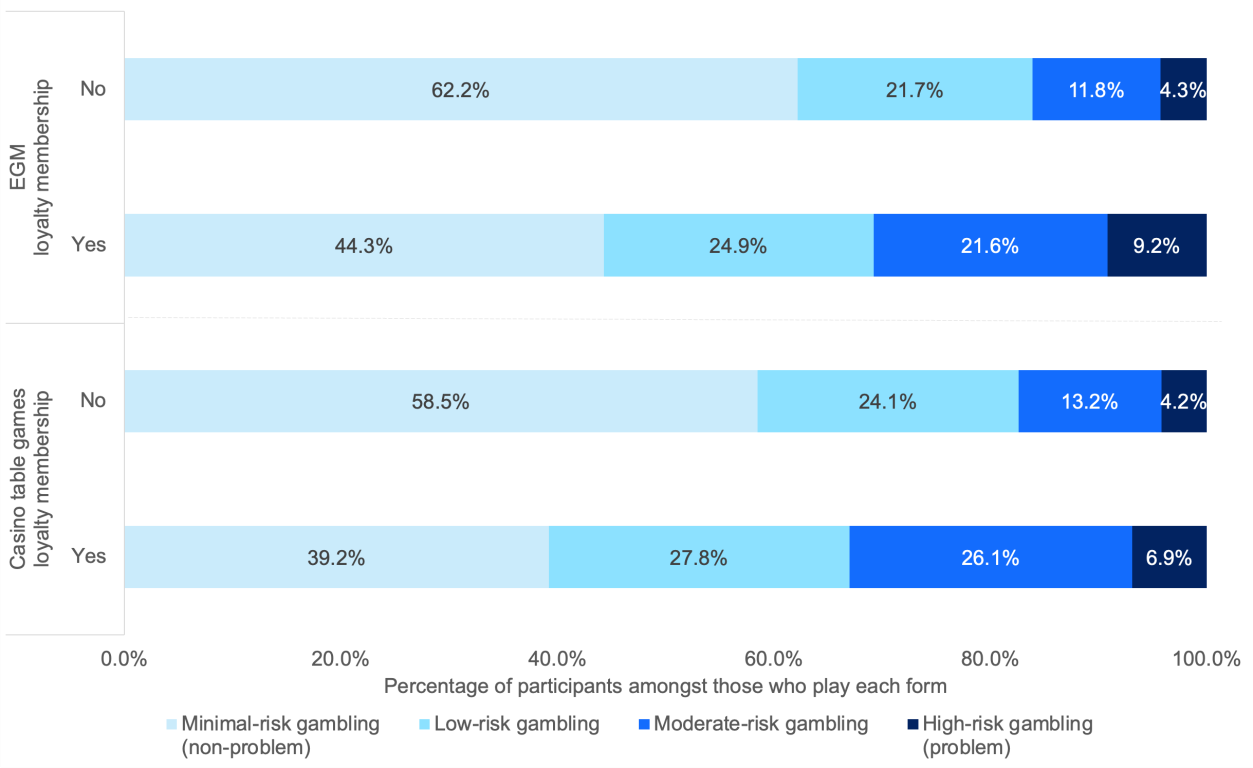 EGM
loyalty membership
No
62.2%
21.7%
11.8%
4.3%
Yes
44.3%
24.9%
21.6%
9.2%
Casino table games
loyalty membership
No
58.5%
24.1%
13.2%
4.2%
Yes
39.2%
27.8%
26.1%
6.9%
0.0%
20.0%
40.0%
60.0%
80.0%
100.0%
Percentage of participants amongst those who play each form
Minimal-risk gambling
(non-problem)
Low-risk gambling
Moderate-risk gambling
High-risk gambling
(problem)